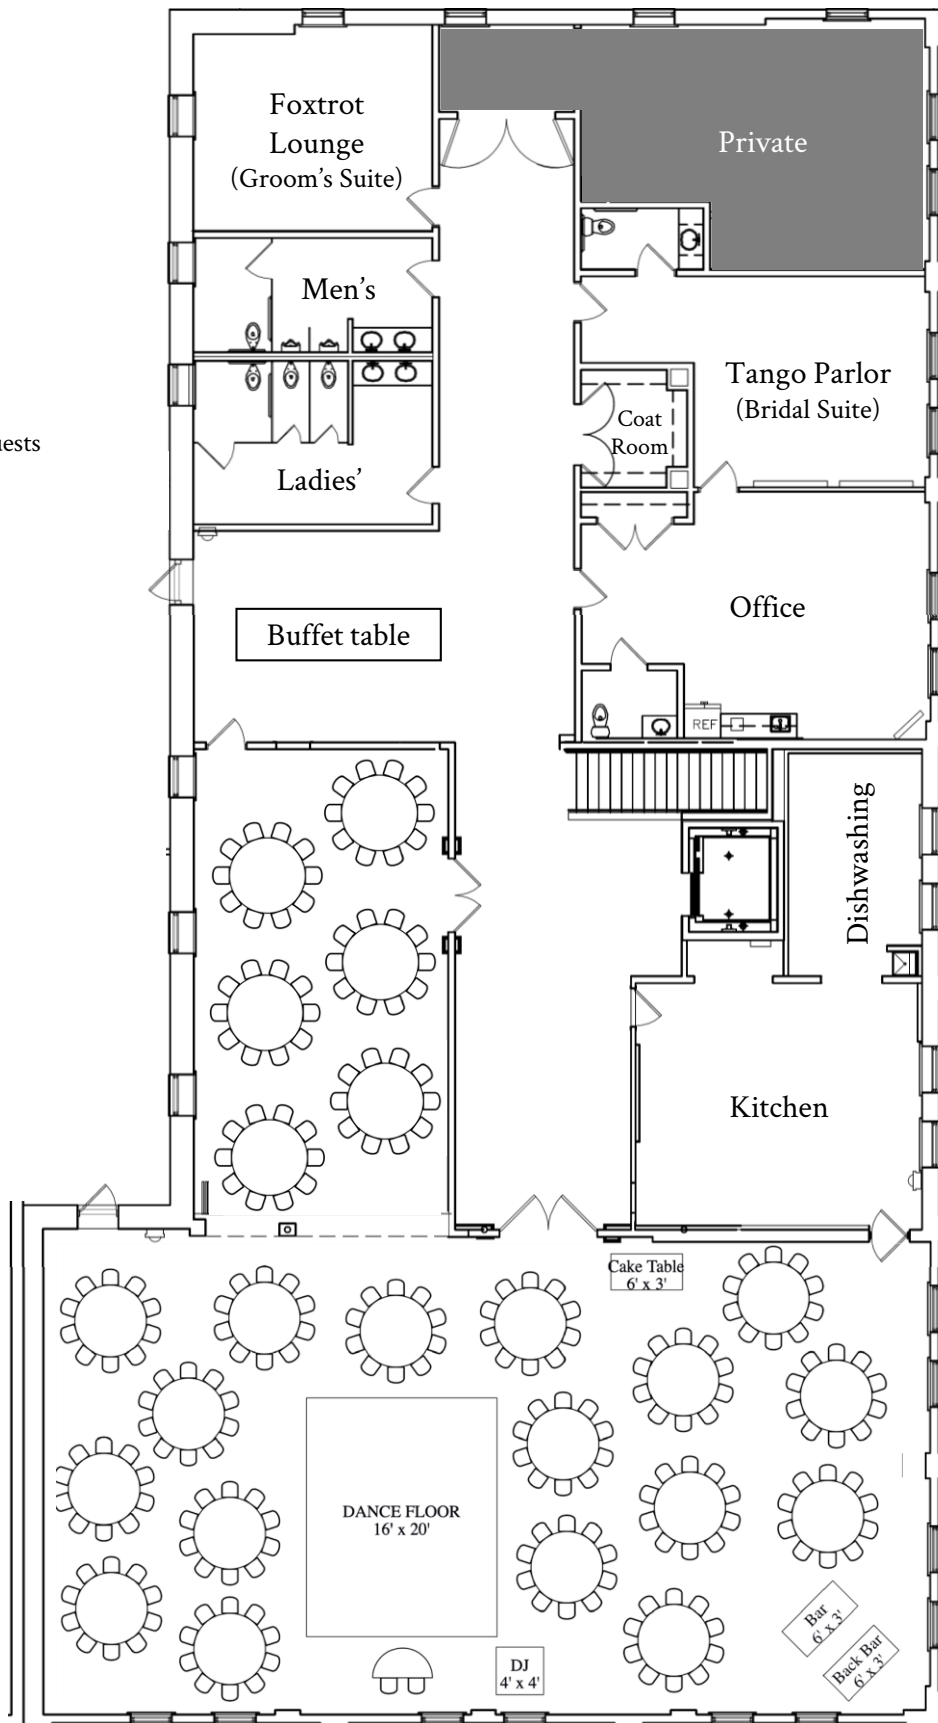 Foxtrot
Lounge
(Groom's Suite)
Private
Men's
Tango Parlor
(Bridal Suite)
Coat
Room
uests
Ladies'
Office
Buffet table
REF
Dishwashing
Kitchen
Cake Table
6' x 3'
DANCE FLOOR
16' x 20'
Bar
6' x 3'
Back Bar
6' x 3'
DJ
4' x 4'